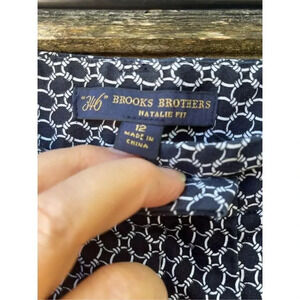 "346" BROOKS BROTHERS
NATALIE FIT
12
MADE IN
CHINA